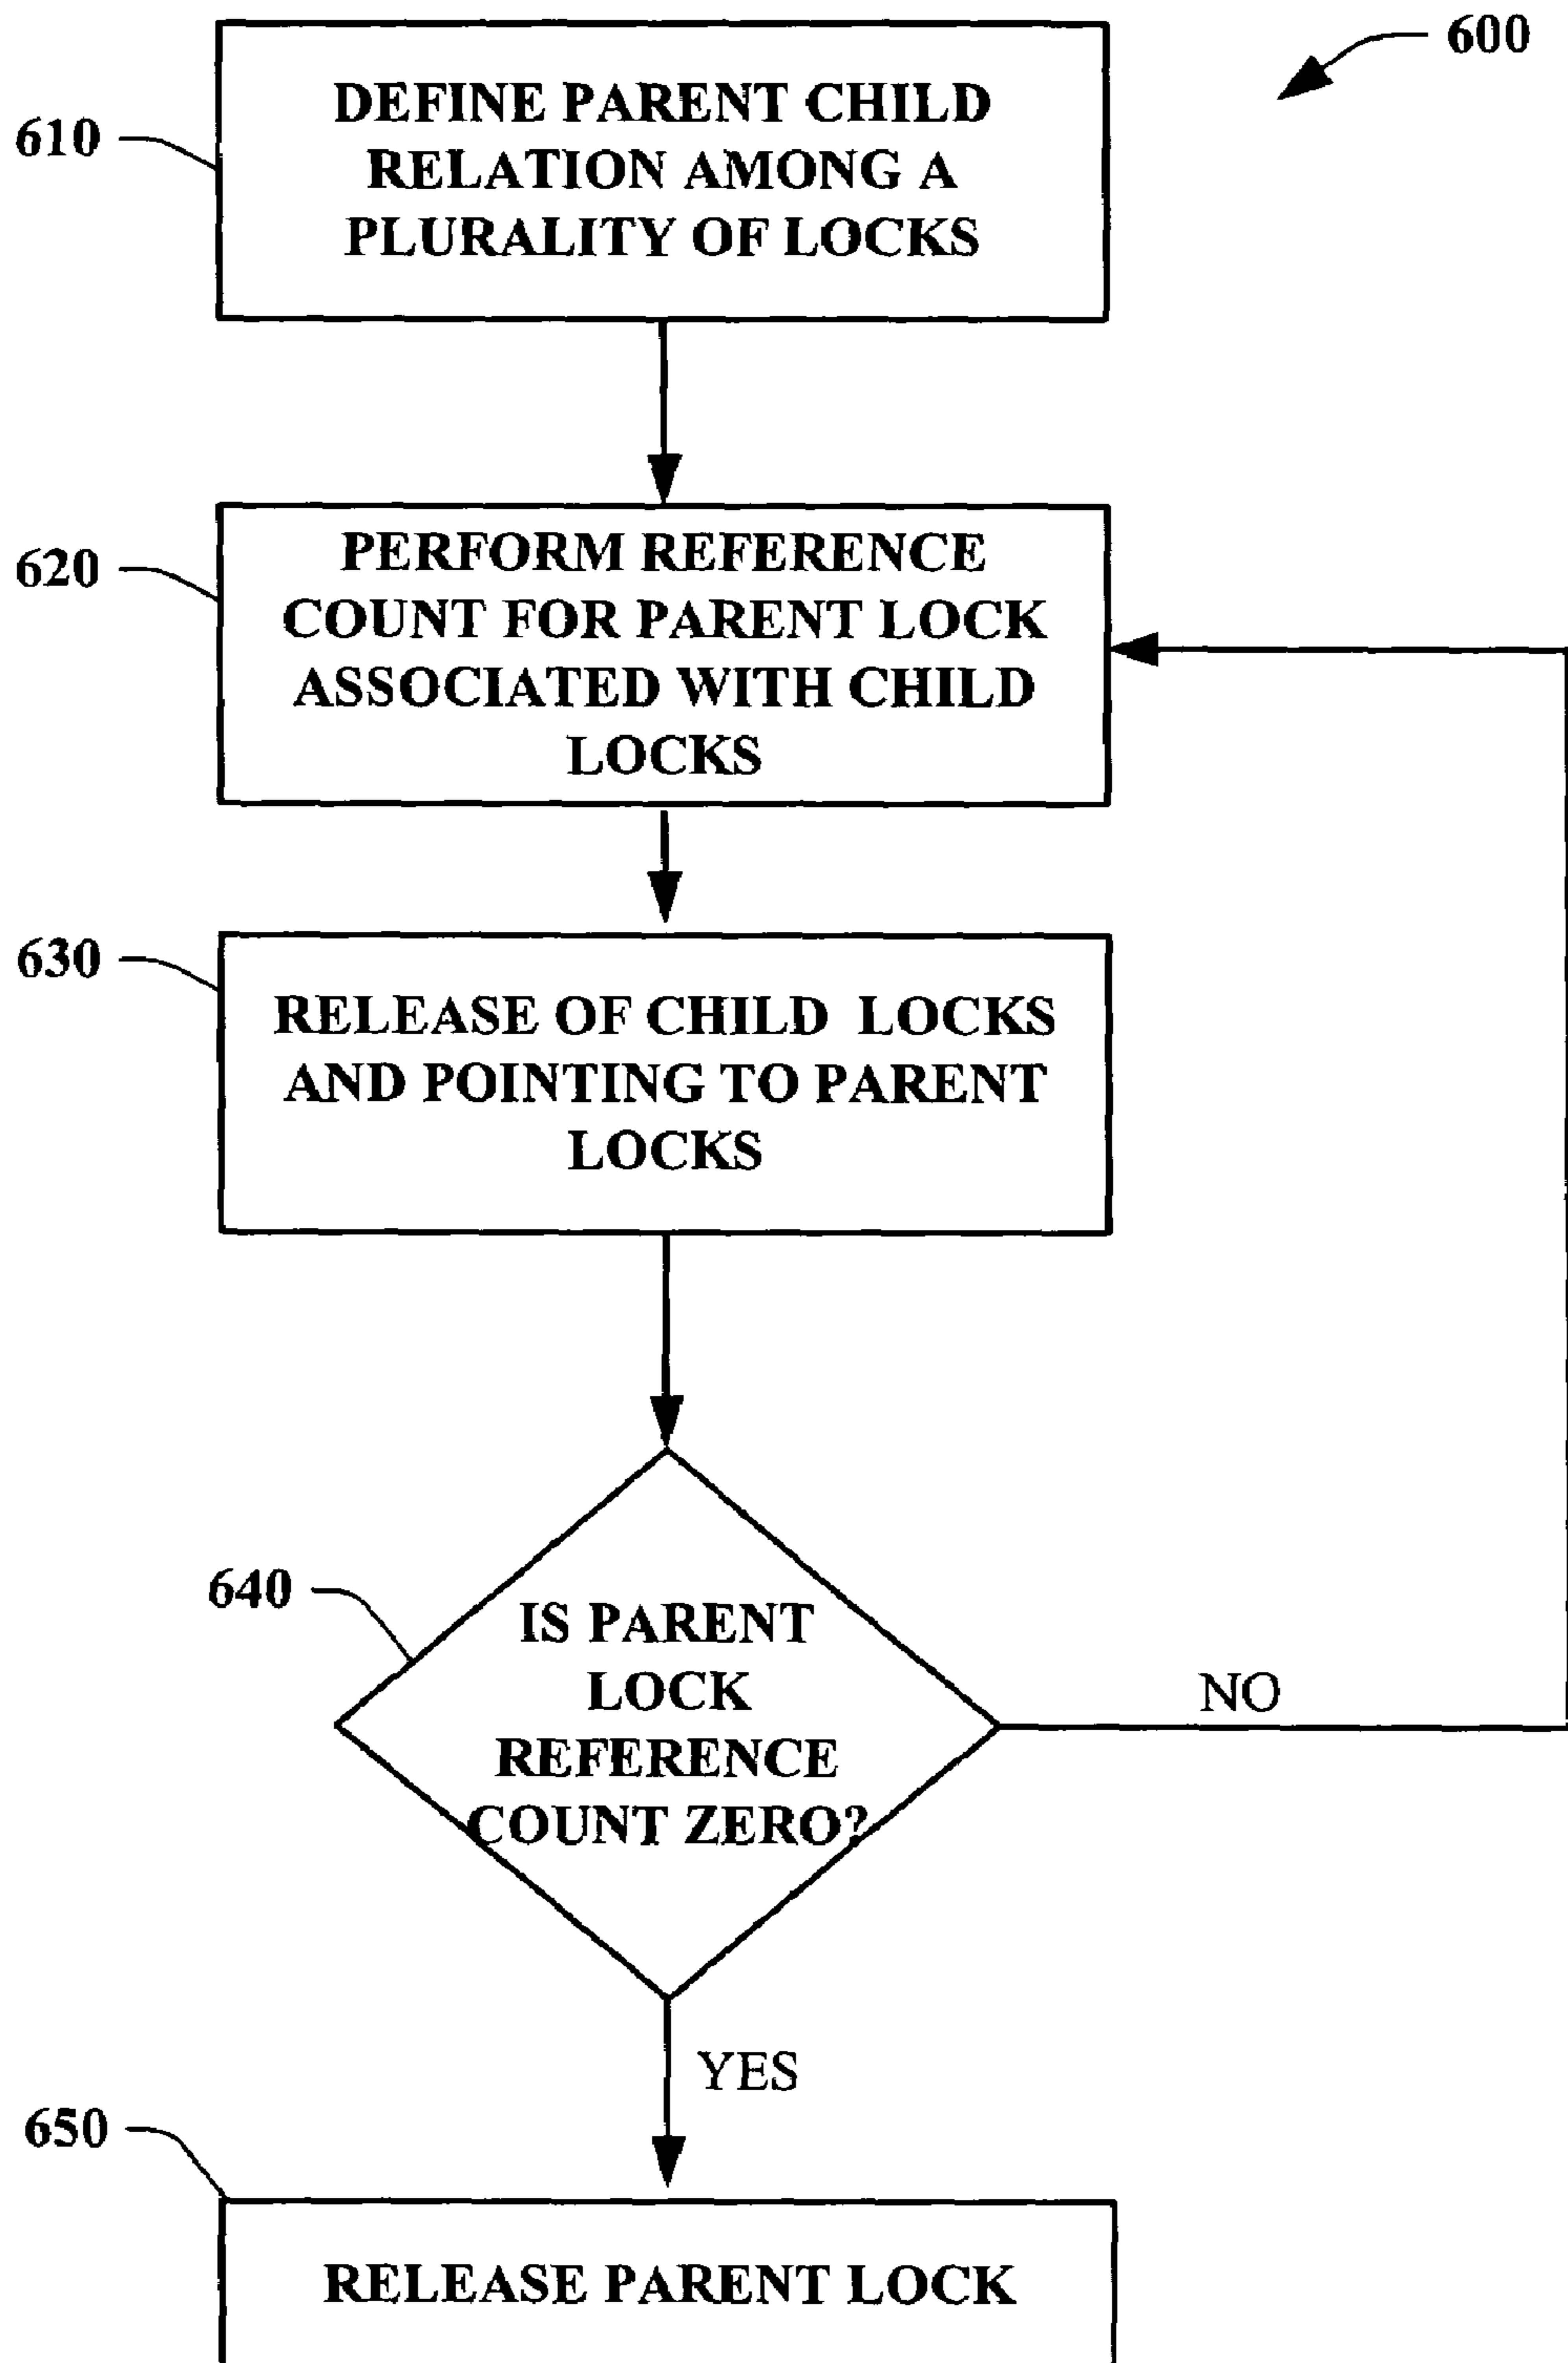 600
610
DEFINE PARENT CHILD
RELATION AMONG A
PLURALITY OF LOCKS
620
PERFORM REFERENCE
COUNT FOR PARENT LOCK
ASSOCIATED WITH CHILD
LOCKS
630
RELEASE OF CHILD LOCKS
AND POINTING TO PARENT
LOCKS
640
IS PARENT
LOCK
REFERENCE
COUNT ZERO?
NO
YES
650
RELEASE PARENT LOCK